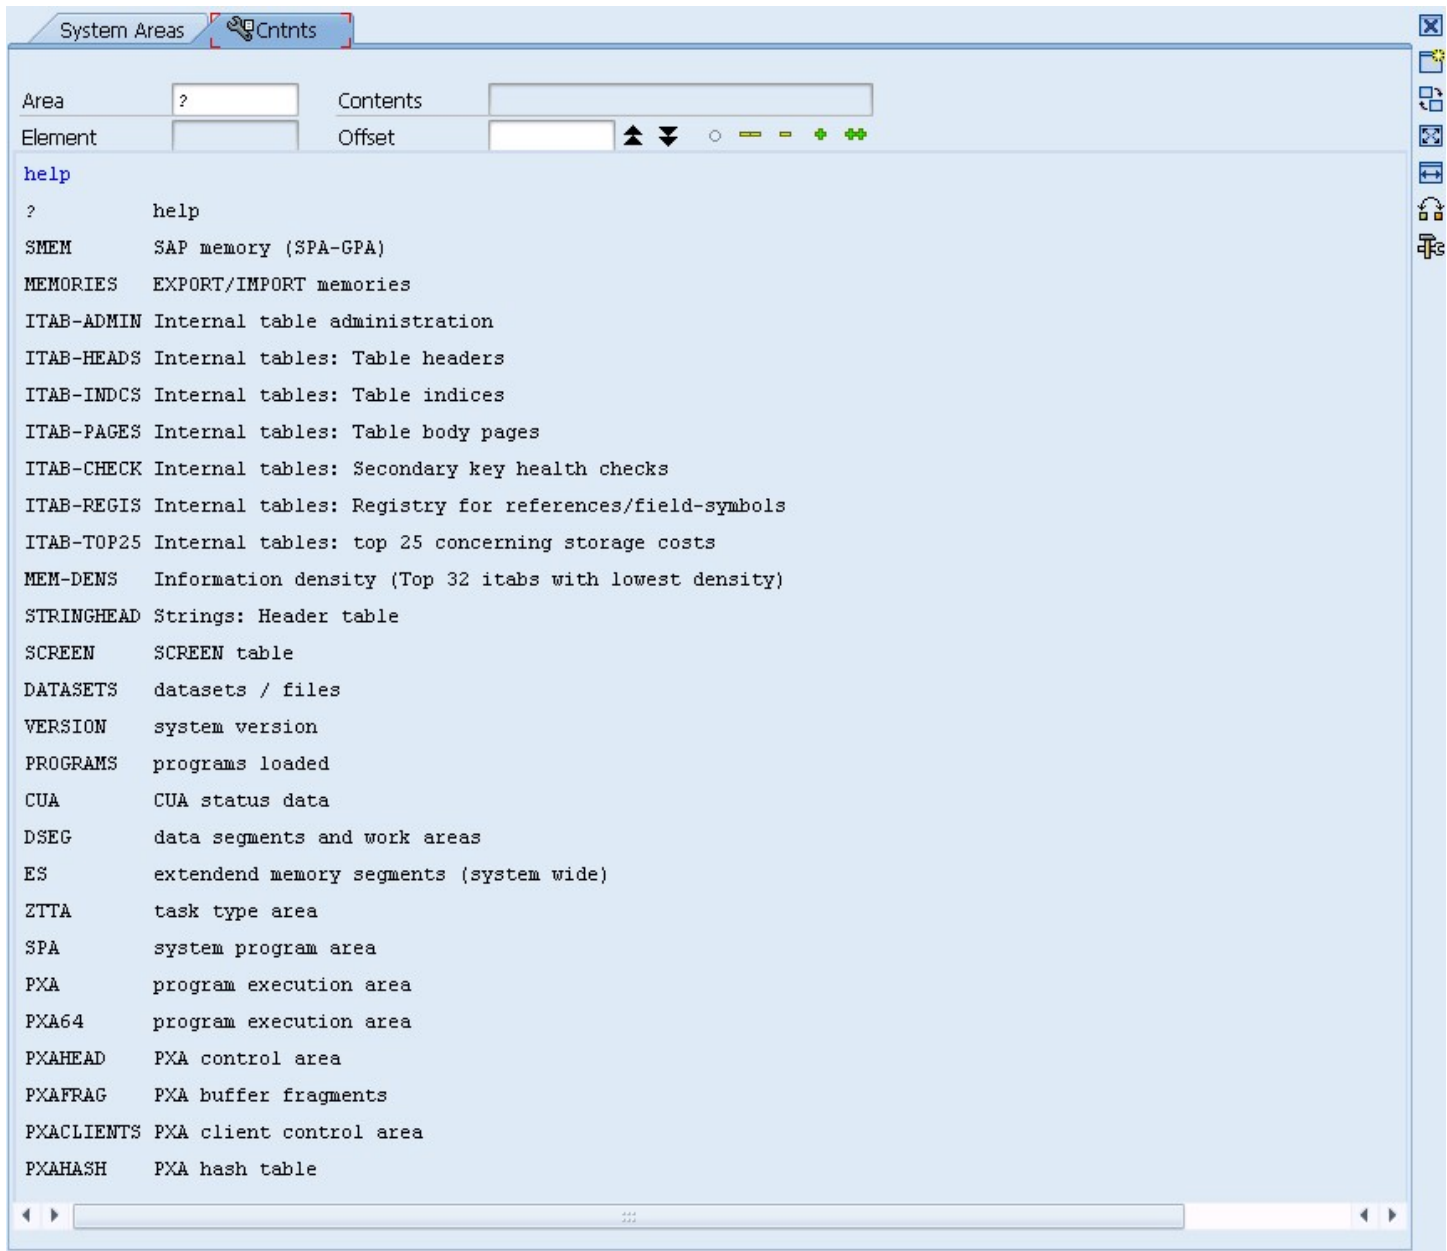 System Areas Cntnts
Area ? Contents
Element Offset
help
? help
SMEM SAP memory (SPA-GPA)
MEMORIES EXPORT/IMPORT memories
ITAB-ADMIN Internal table administration
ITAB-HEADS Internal tables: Table headers
ITAB-INDCS Internal tables: Table indices
ITAB-PAGES Internal tables: Table body pages
ITAB-CHECK Internal tables: Secondary key health checks
ITAB-REGIS Internal tables: Registry for references/field-symbols
ITAB-TOP25 Internal tables: top 25 concerning storage costs
MEM-DENS Information density (Top 32 itabs with lowest density)
STRINGHEAD Strings: Header table
SCREEN SCREEN table
DATASETS datasets / files
VERSION system version
PROGRAMS programs loaded
CUA CUA status data
DSEG data segments and work areas
ES extendend memory segments (system wide)
ZTTA task type area
SPA system program area
PXA program execution area
PXA64 program execution area
PXAHEAD PXA control area
PXAFRAG PXA buffer fragments
PXACLIENTS PXA client control area
PXAHASH PXA hash table